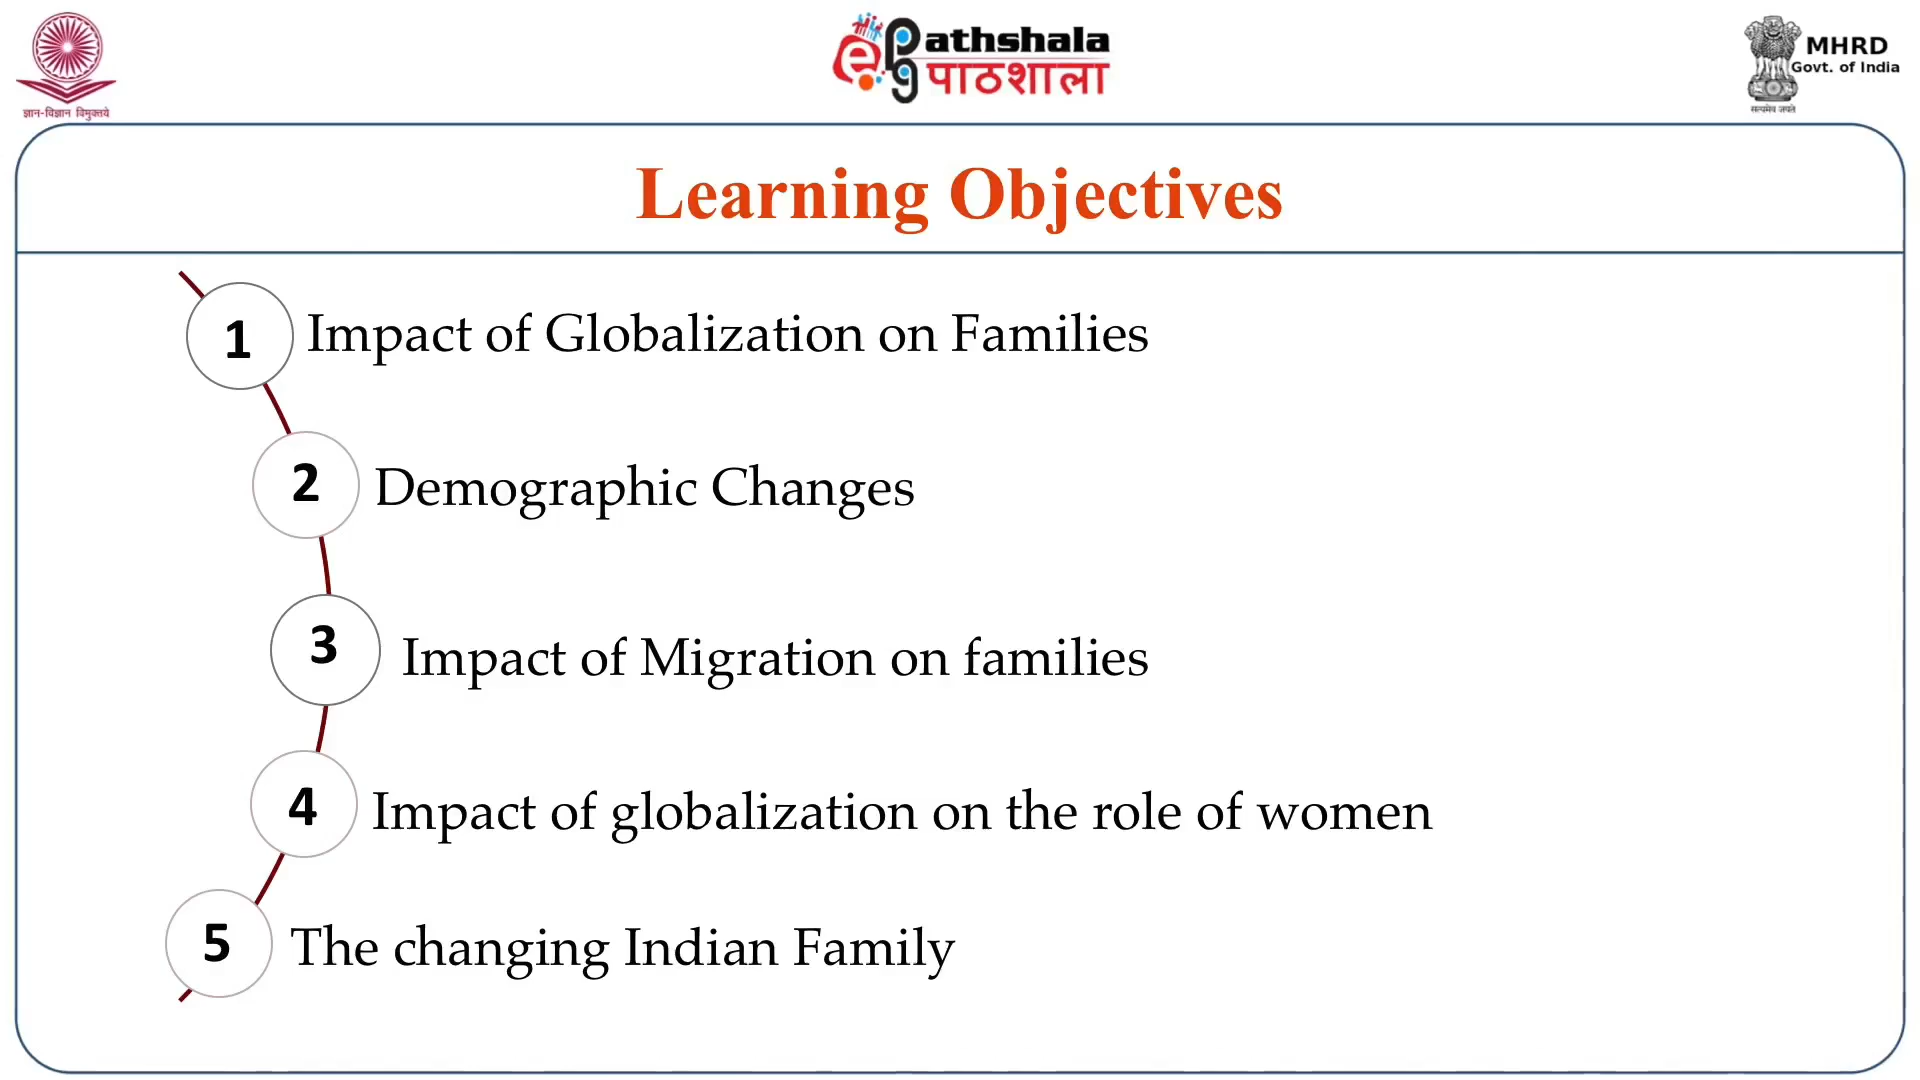 ज्ञान-विज्ञान विमुक्तये
e PG Pathshala
पाठशाला
MHRD
Govt. of India
सत्यमेव जयते
Learning Objectives
1 Impact of Globalization on Families
2 Demographic Changes
3 Impact of Migration on families
4 Impact of globalization on the role of women
5 The changing Indian Family